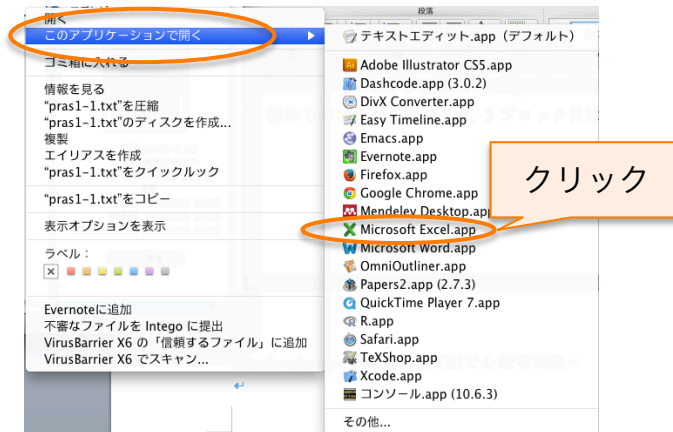 段落
開く
このアプリケーションで開く
ゴミ箱に入れる
情報を見る
“pras1-1.txt”を圧縮
“pras1-1.txt”のディスクを作成...
複製
エイリアスを作成
“pras1-1.txt”をクイックルック
“pras1-1.txt”をコピー
表示オプションを表示
ラベル：
Evernoteに追加
不審なファイルを Intego に提出
VirusBarrier X6 の「信頼するファイル」に追加
VirusBarrier X6 でスキャン...
テキストエディット.app（デフォルト）
Adobe Illustrator CS5.app
Dashcode.app (3.0.2)
DivX Converter.app
Easy Timeline.app
Emacs.app
Evernote.app
Firefox.app
Google Chrome.app
Mendeley Desktop.app
Microsoft Excel.app
Microsoft Word.app
OmniOutliner.app
Papers2.app (2.7.3)
QuickTime Player 7.app
R.app
Safari.app
TeXShop.app
Xcode.app
コンソール.app (10.6.3)
その他...
クリック